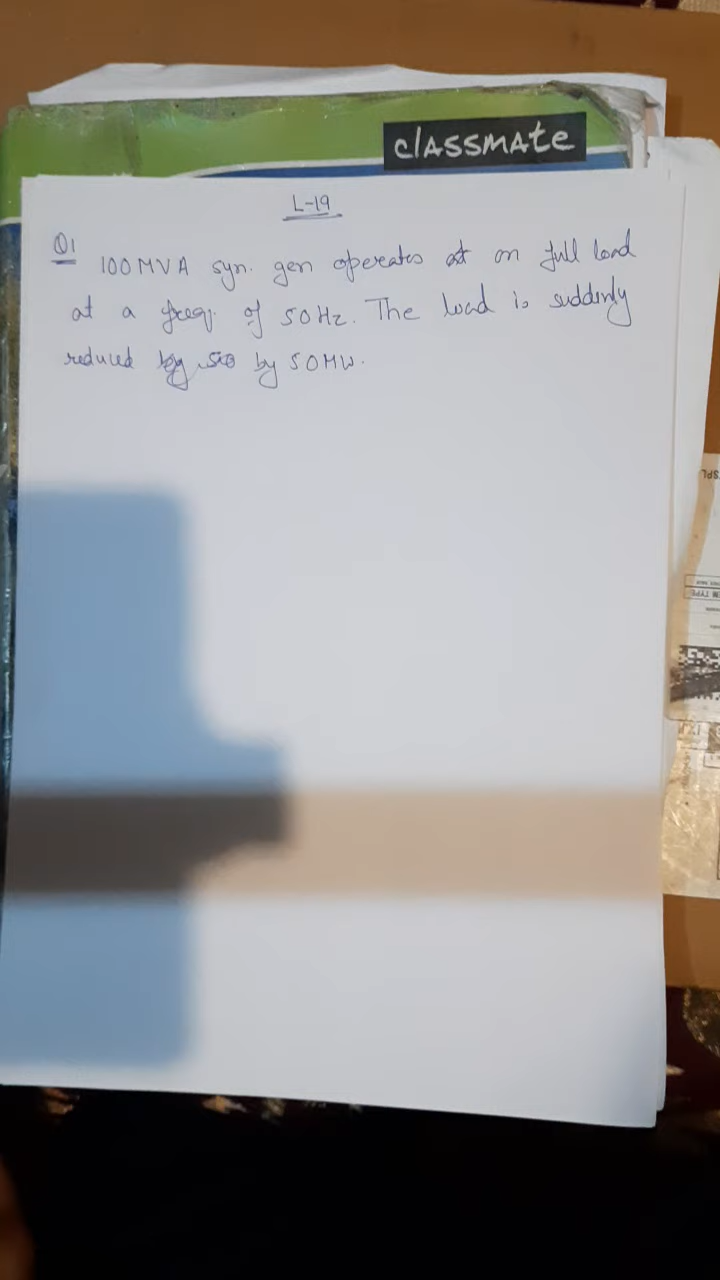 classmate
L-19
Q1
100 MVA syn. gen operates at on full load
at a freq. of 50Hz. The load is suddenly
reduced by 50 by 50MW.